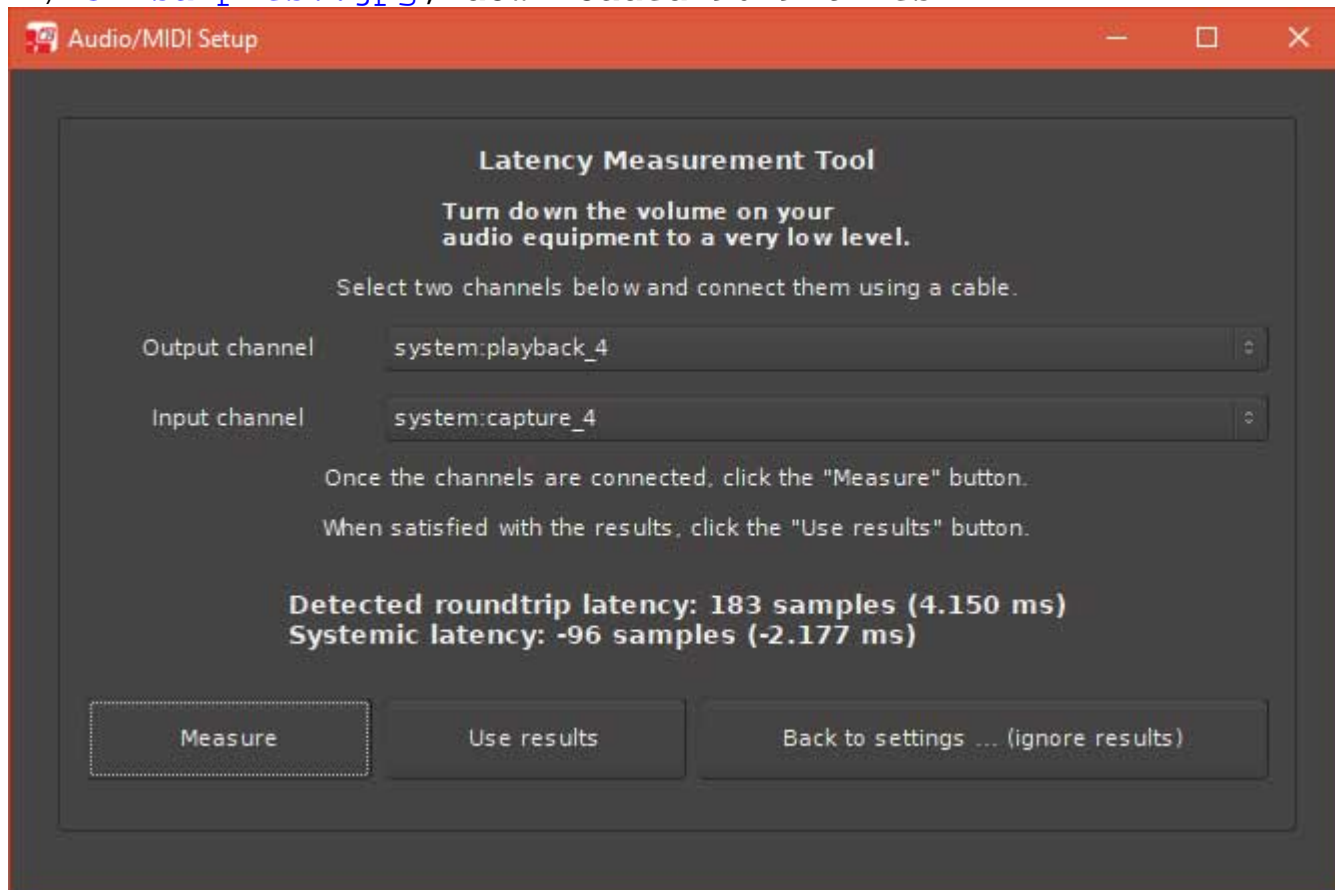 Audio/MIDI Setup
Latency Measurement Tool
Turn down the volume on your
audio equipment to a very low level.
Select two channels below and connect them using a cable.
Output channel system:playback_4
Input channel system:capture_4
Once the channels are connected, click the "Measure" button.
When satisfied with the results, click the "Use results" button.
Detected roundtrip latency: 183 samples (4.150 ms)
Systemic latency: -96 samples (-2.177 ms)
Measure Use results Back to settings ... (ignore results)